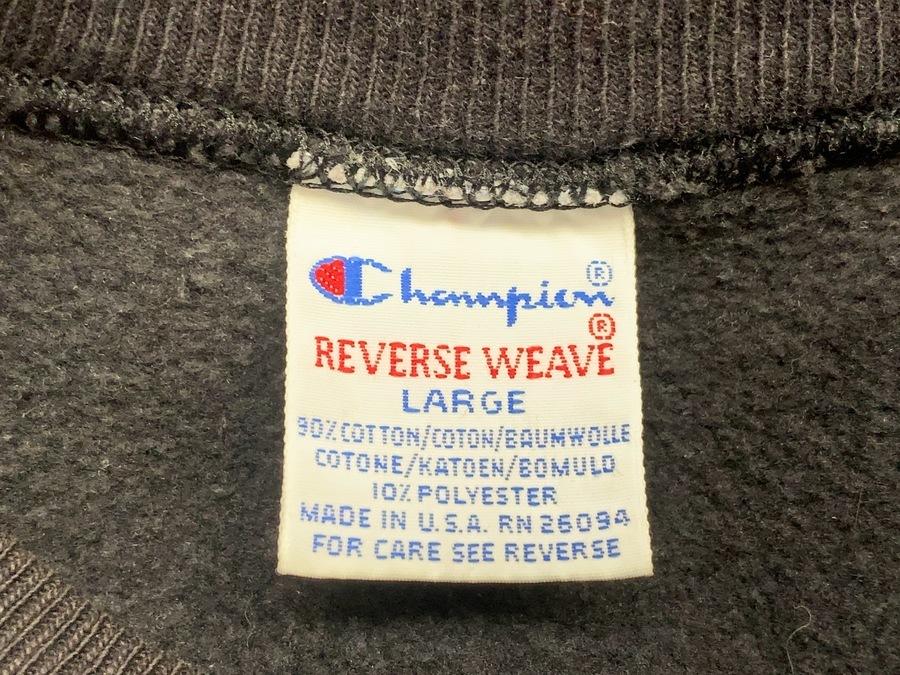 Champion®
REVERSE WEAVE®
LARGE
90% COTTON/COTON/BAUMWOLLE
COTONE/KATOEN/BOMULD
10% POLYESTER
MADE IN U.S.A. RN 26094
FOR CARE SEE REVERSE